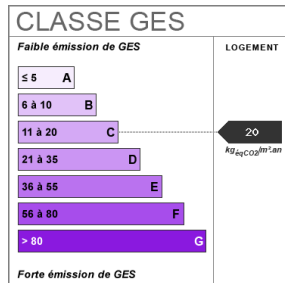 CLASSE GES
Faible émission de GES
LOGEMENT
≤ 5 A
6 à 10 B
11 à 20 C
20
kgéqCO2/m².an
21 à 35 D
36 à 55 E
56 à 80 F
> 80 G
Forte émission de GES